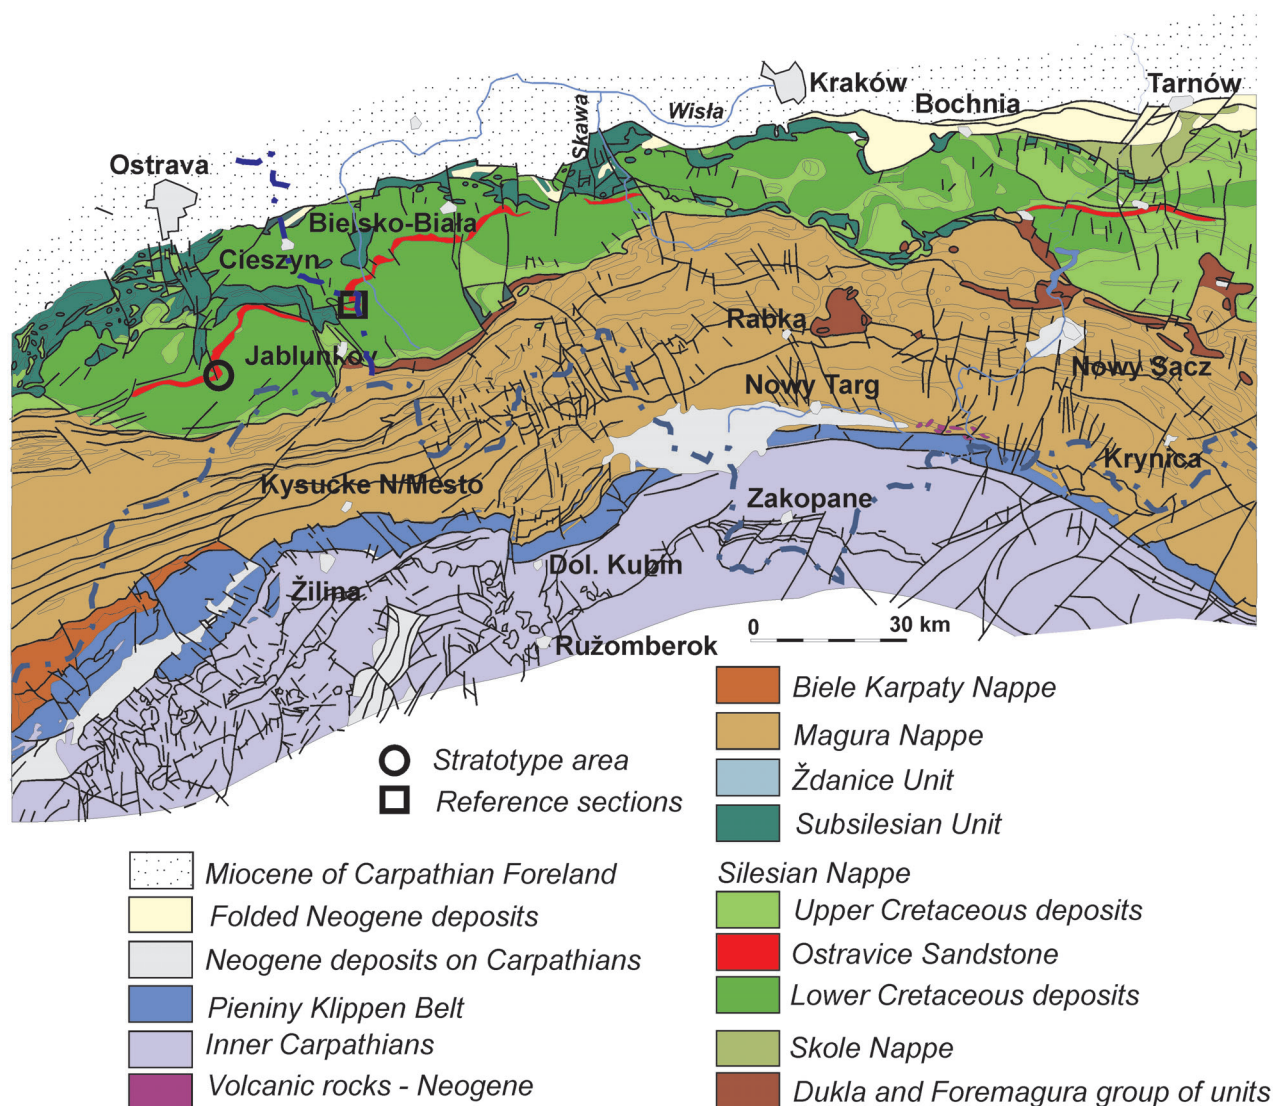 Kraków
Tarnów
Bochnia
Wisła
Skawa
Ostrava
Bielsko-Biała
Cieszyn
Rabka
Jablunkov
Nowy Sącz
Nowy Targ
Krynica
Kysucke N/Mesto
Zakopane
Dol. Kubín
Žilina
0 30 km
Ružomberok
Biele Karpaty Nappe
Magura Nappe
Stratotype area
Ždanice Unit
Reference sections
Subsilesian Unit
Miocene of Carpathian Foreland
Folded Neogene deposits
Neogene deposits on Carpathians
Pieniny Klippen Belt
Inner Carpathians
Volcanic rocks - Neogene
Silesian Nappe
Upper Cretaceous deposits
Ostravice Sandstone
Lower Cretaceous deposits
Skole Nappe
Dukla and Foremagura group of units